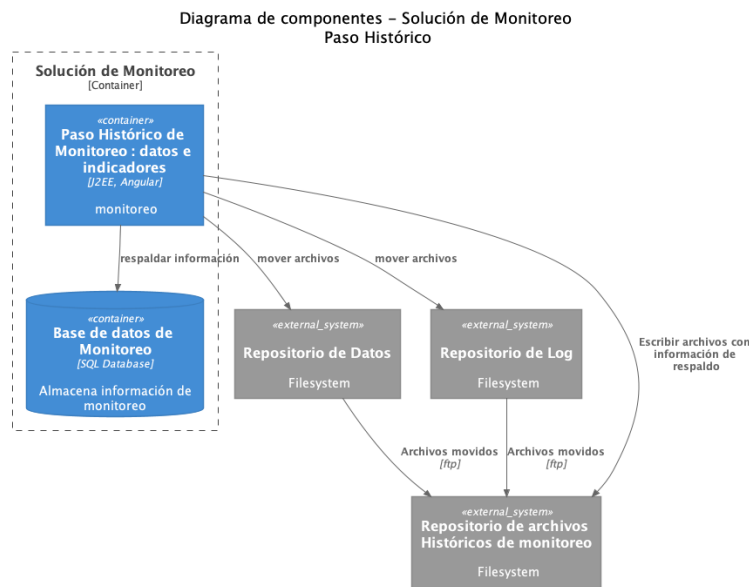 Diagrama de componentes – Solución de Monitoreo
Paso Histórico
Solución de Monitoreo
[Container]
«container»
Paso Histórico de
Monitoreo : datos e
indicadores
[J2EE, Angular]
monitoreo
respaldar información
mover archivos
mover archivos
«container»
Base de datos de
Monitoreo
[SQL Database]
Almacena información de
monitoreo
«external_system»
Repositorio de Datos
Filesystem
«external_system»
Repositorio de Log
Filesystem
Escribir archivos con
información de
respaldo
Archivos movidos
[ftp]
Archivos movidos
[ftp]
«external_system»
Repositorio de archivos
Históricos de monitoreo
Filesystem